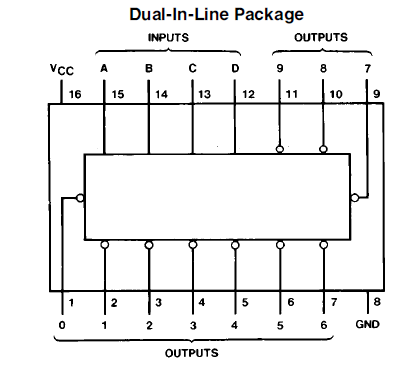 Dual-In-Line Package
INPUTS OUTPUTS
VCC A B C D 9 8 7
16 15 14 13 12 11 10 9
1 2 3 4 5 6 7 8
0 1 2 3 4 5 6 GND
OUTPUTS